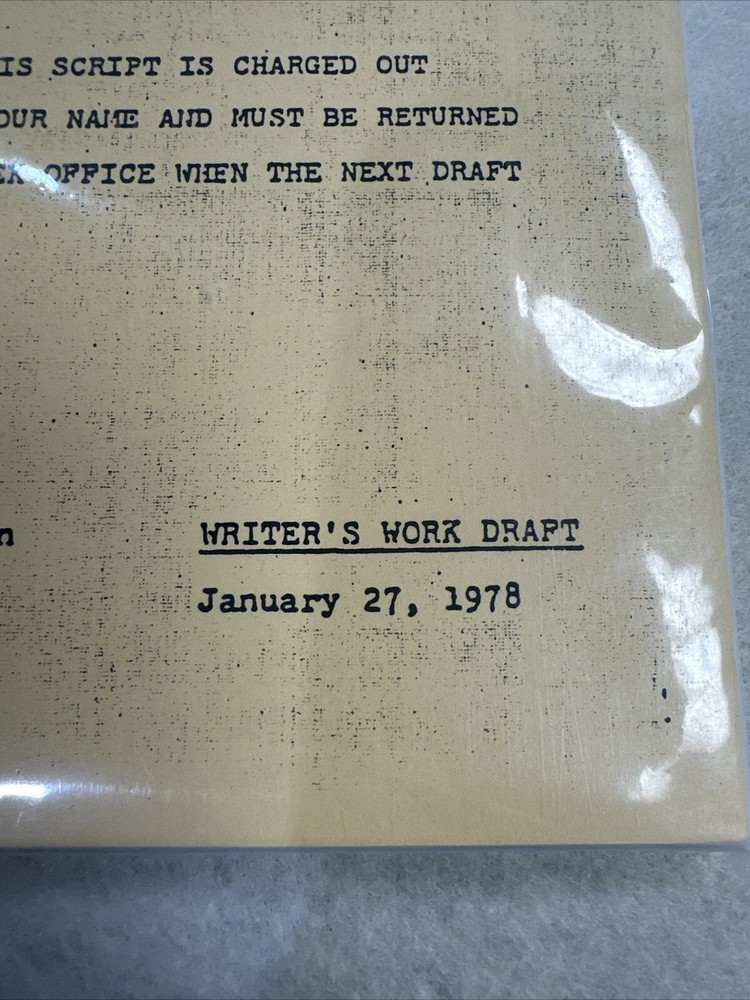 IS SCRIPT IS CHARGED OUT
OUR NAME AND MUST BE RETURNED
OFFICE WHEN THE NEXT DRAFT
n
WRITER'S WORK DRAFT
January 27, 1978